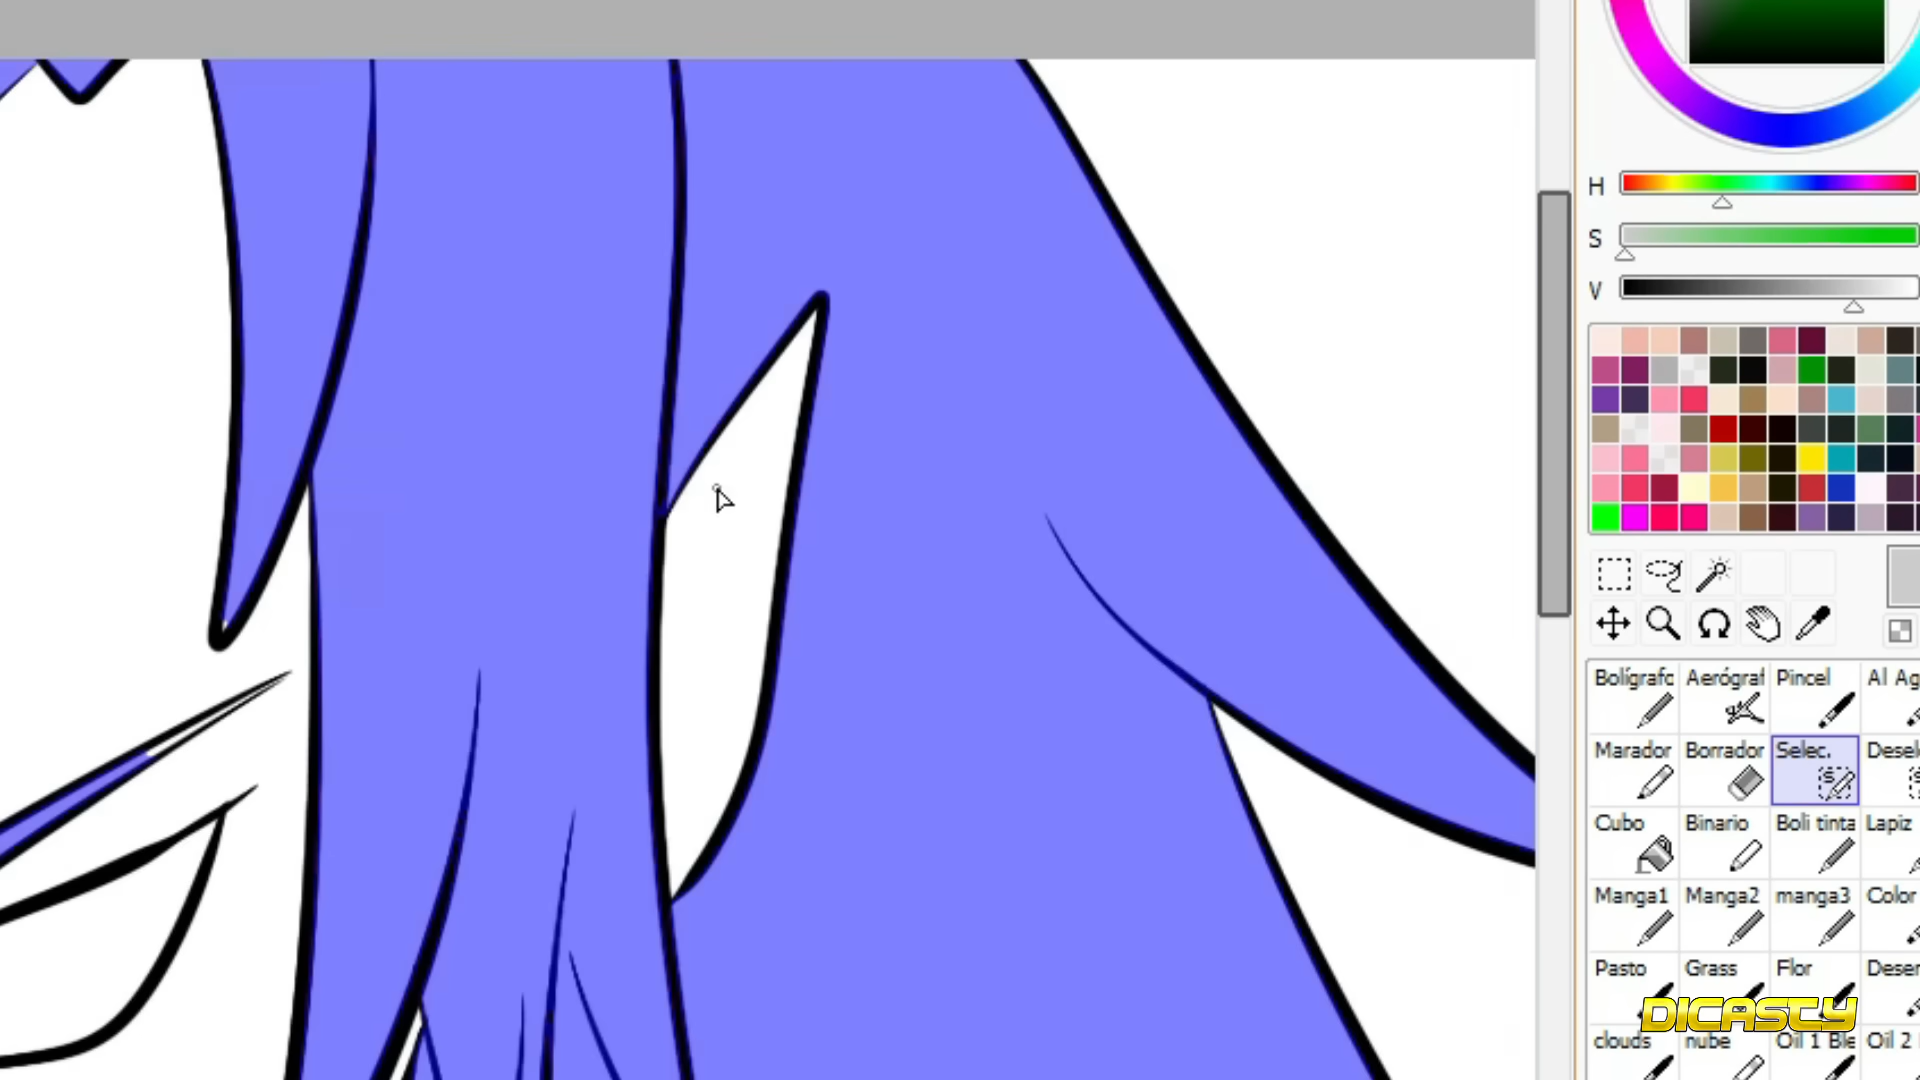 H
S
V
Bolígrafc Aerógraf Pincel Al Ag
Marador Borrador Selec. Desel
Cubo Binario Boli tinta Lapiz
Manga1 Manga2 manga3 Color
Pasto Grass Flor Deser
DICASTY
clouds nube Oil 1 Ble Oil 2